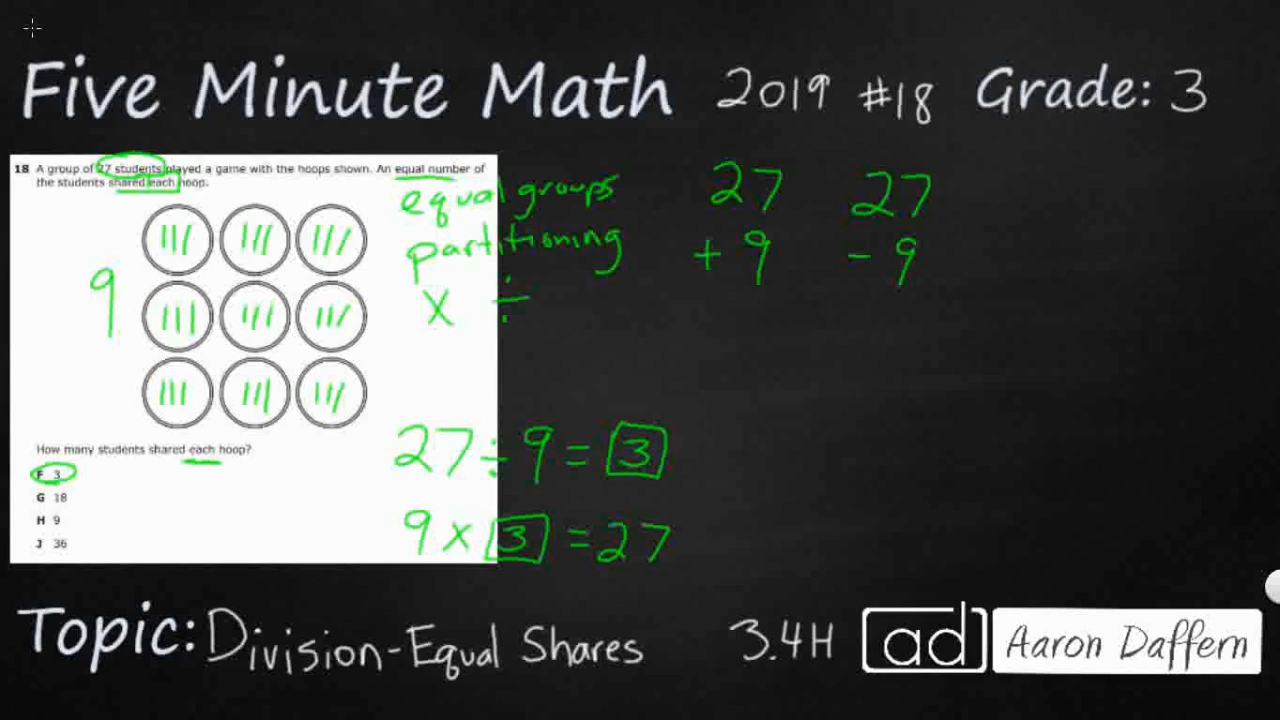 Five Minute Math 2019 #18 Grade: 3
18 A group of 27 students played a game with the hoops shown. An equal number of
the students shared each hoop.
equal groups
partitioning
x ÷
9
27
+ 9
27
- 9
How many students shared each hoop?
F 3
G 18
H 9
J 36
27 ÷ 9 = 3
9 x 3 = 27
Topic: Division-Equal Shares 3.4H ad Aaron Daffern